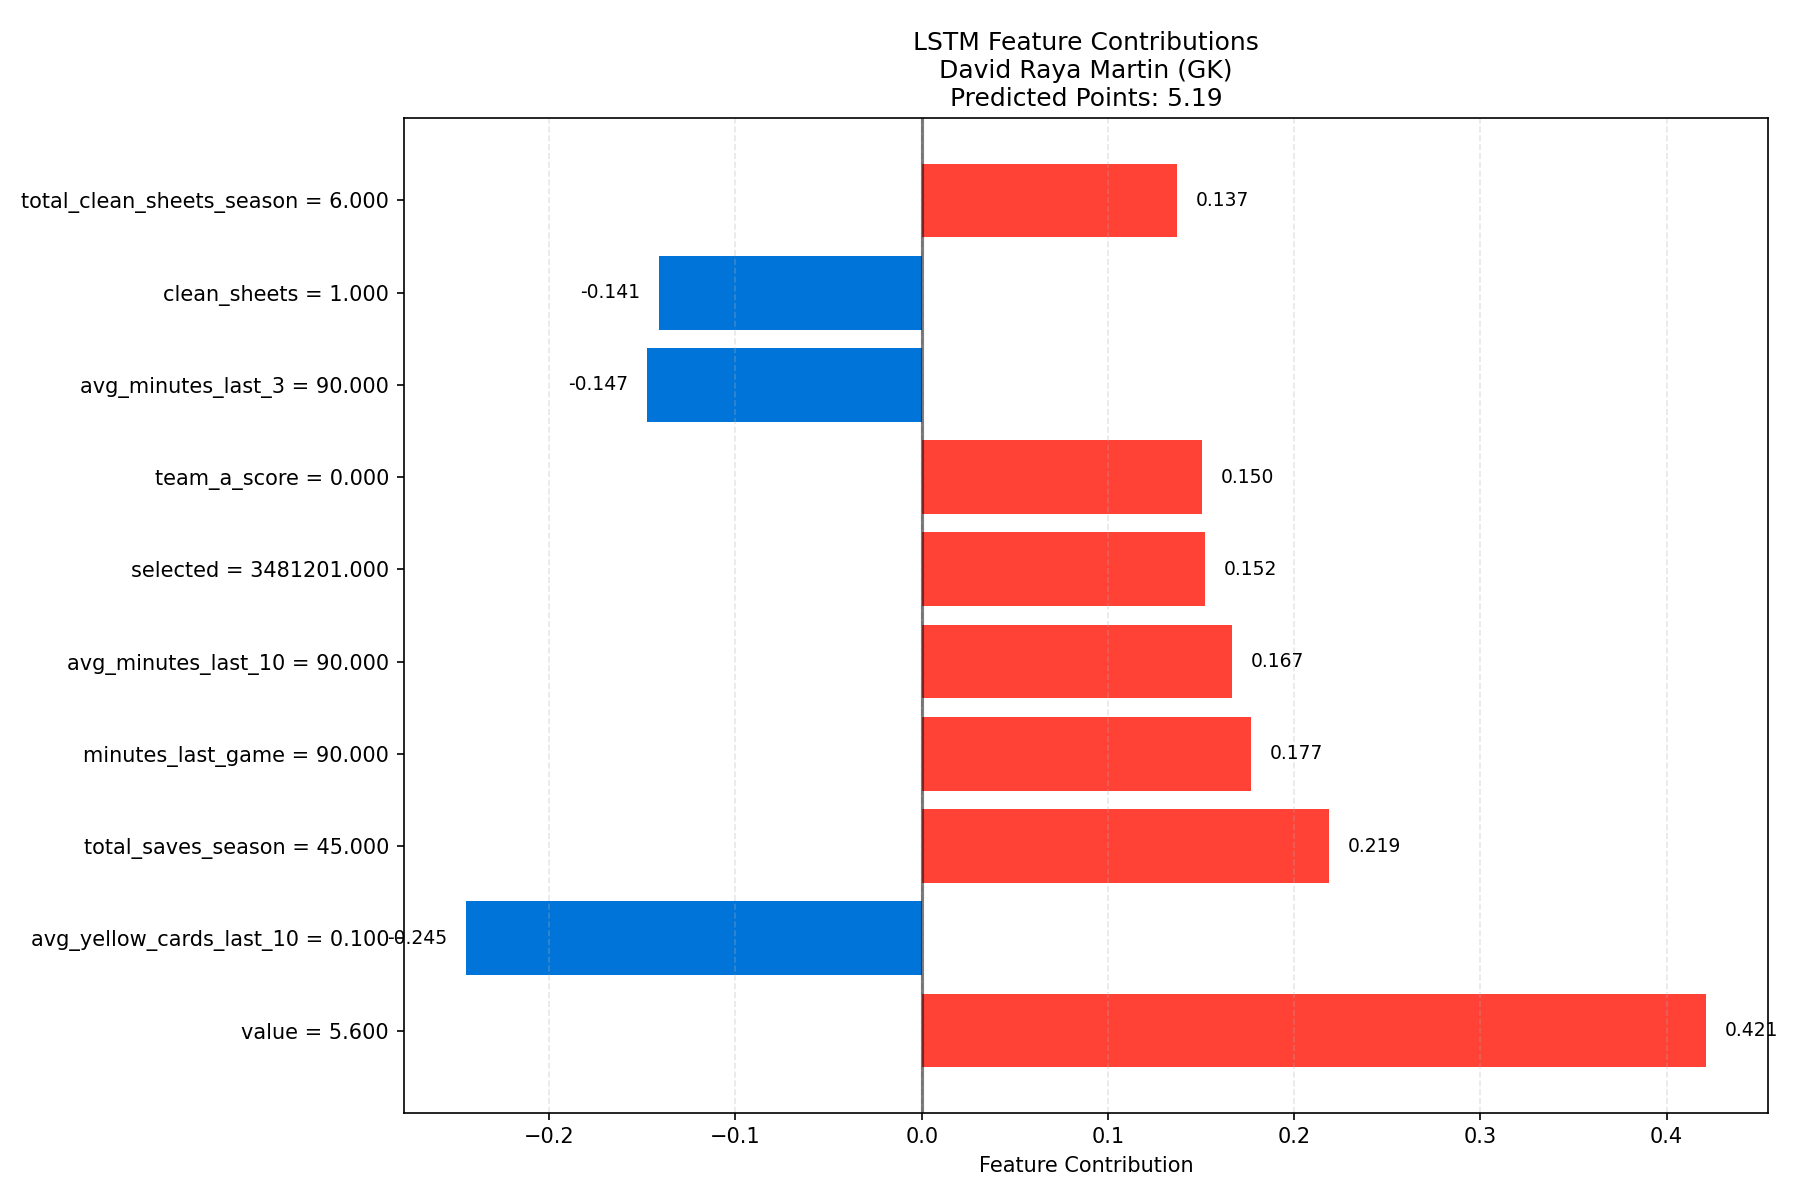 LSTM Feature Contributions
David Raya Martin (GK)
Predicted Points: 5.19
total_clean_sheets_season = 6.000
0.137
clean_sheets = 1.000
-0.141
avg_minutes_last_3 = 90.000
-0.147
team_a_score = 0.000
0.150
selected = 3481201.000
0.152
avg_minutes_last_10 = 90.000
0.167
minutes_last_game = 90.000
0.177
total_saves_season = 45.000
0.219
avg_yellow_cards_last_10 = 0.100
-0.245
value = 5.600
0.421
−0.2 −0.1 0.0 0.1 0.2 0.3 0.4
Feature Contribution